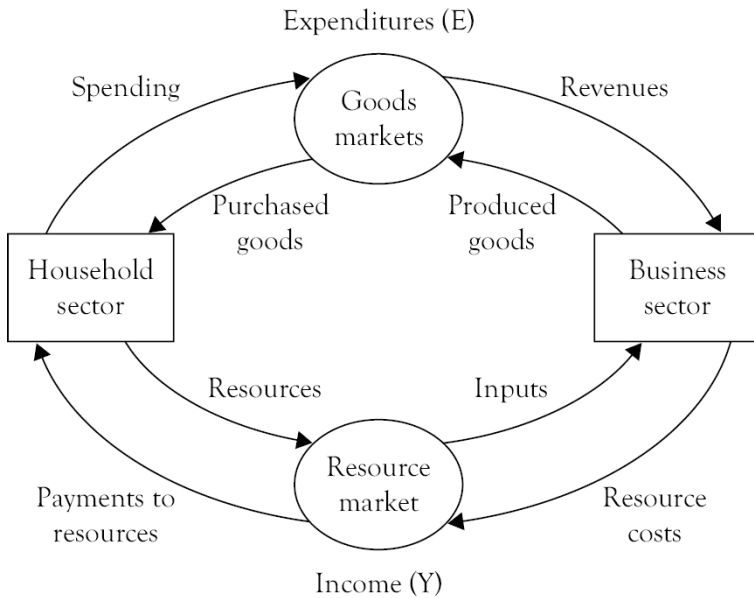 Expenditures (E)
Spending
Goods
markets
Revenues
Purchased
goods
Produced
goods
Household
sector
Business
sector
Resources
Inputs
Resource
market
Payments to
resources
Resource
costs
Income (Y)